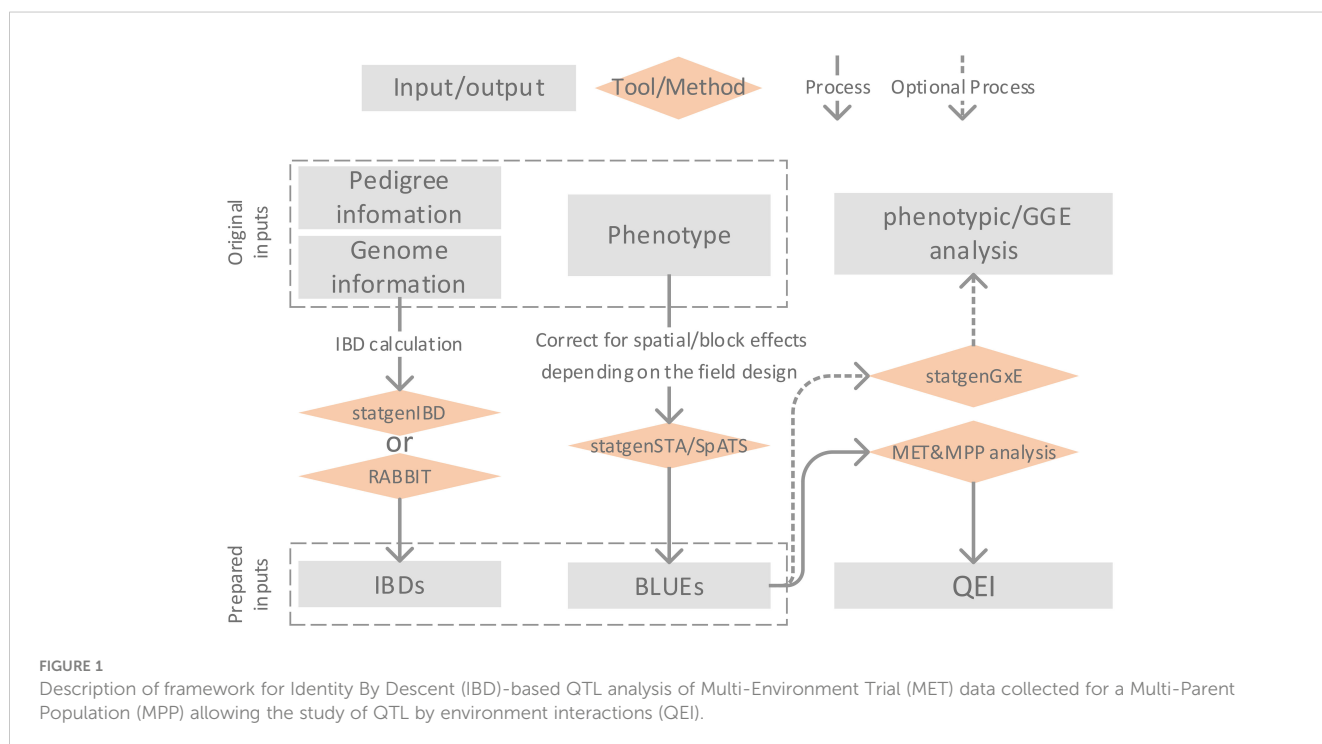 Input/output
Tool/Method
Process
Optional Process
Original
inputs
Pedigree
infomation
Genome
information
Phenotype
phenotypic/GGE
analysis
IBD calculation
Correct for spatial/block effects
depending on the field design
statgenIBD
or
RABBIT
statgenSTA/SpATS
statgenGxE
MET&MPP analysis
Prepared
inputs
IBDs
BLUEs
QEI
FIGURE 1
Description of framework for Identity By Descent (IBD)-based QTL analysis of Multi-Environment Trial (MET) data collected for a Multi-Parent
Population (MPP) allowing the study of QTL by environment interactions (QEI).